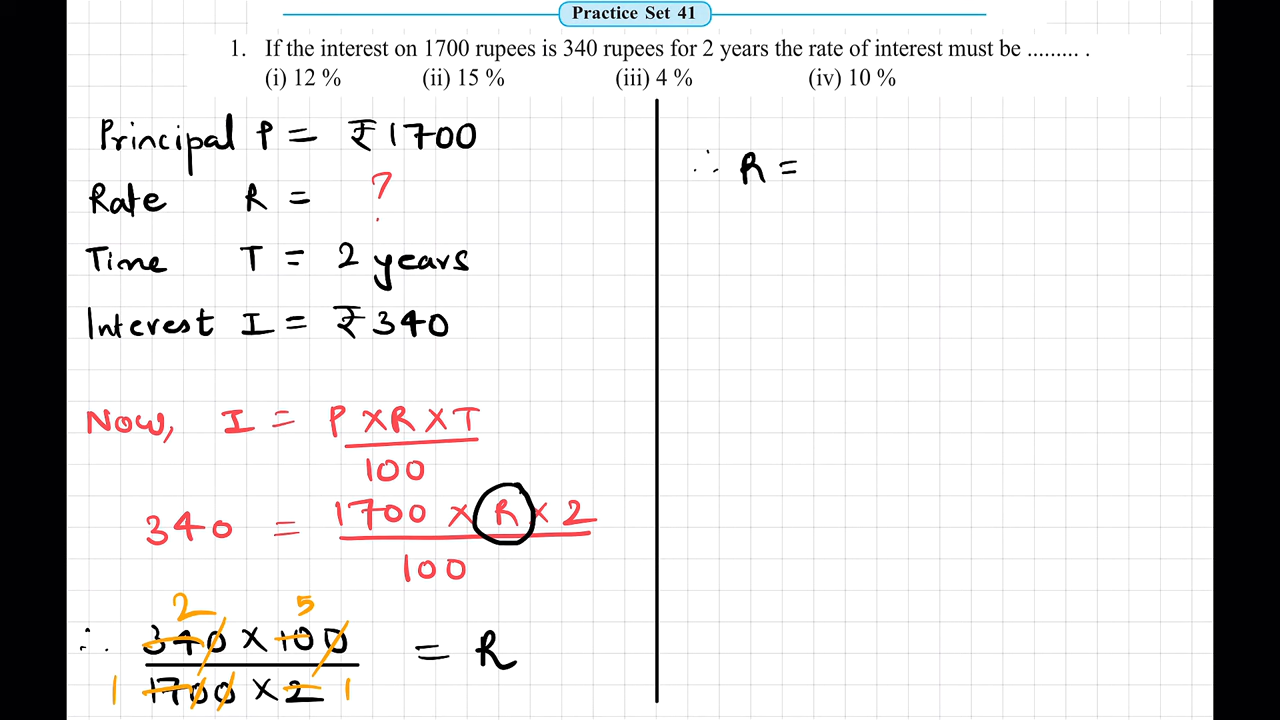 Practice Set 41
1. If the interest on 1700 rupees is 340 rupees for 2 years the rate of interest must be ......... .
(i) 12 % (ii) 15 % (iii) 4 % (iv) 10 %
Principal P = ₹1700
Rate R = ?
Time T = 2 years
Interest I = ₹340
Now, I = P×R×T
100
340 = 1700 × R × 2
100
2 5
∴ 340 × 100 = R
1 1700 × 2 1
∴ R =